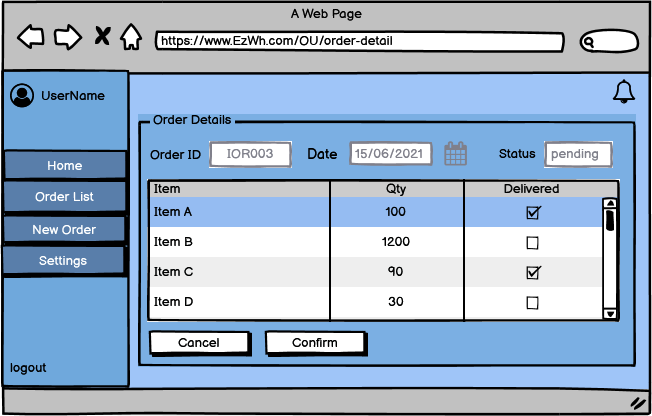 A Web Page
https://www.EzWh.com/OU/order-detail
UserName
Home
Order List
New Order
Settings
logout
Order Details
Order ID IOR003 Date 15/06/2021 Status pending
Item Qty Delivered
Item A 100
Item B 1200
Item C 90
Item D 30
Cancel Confirm